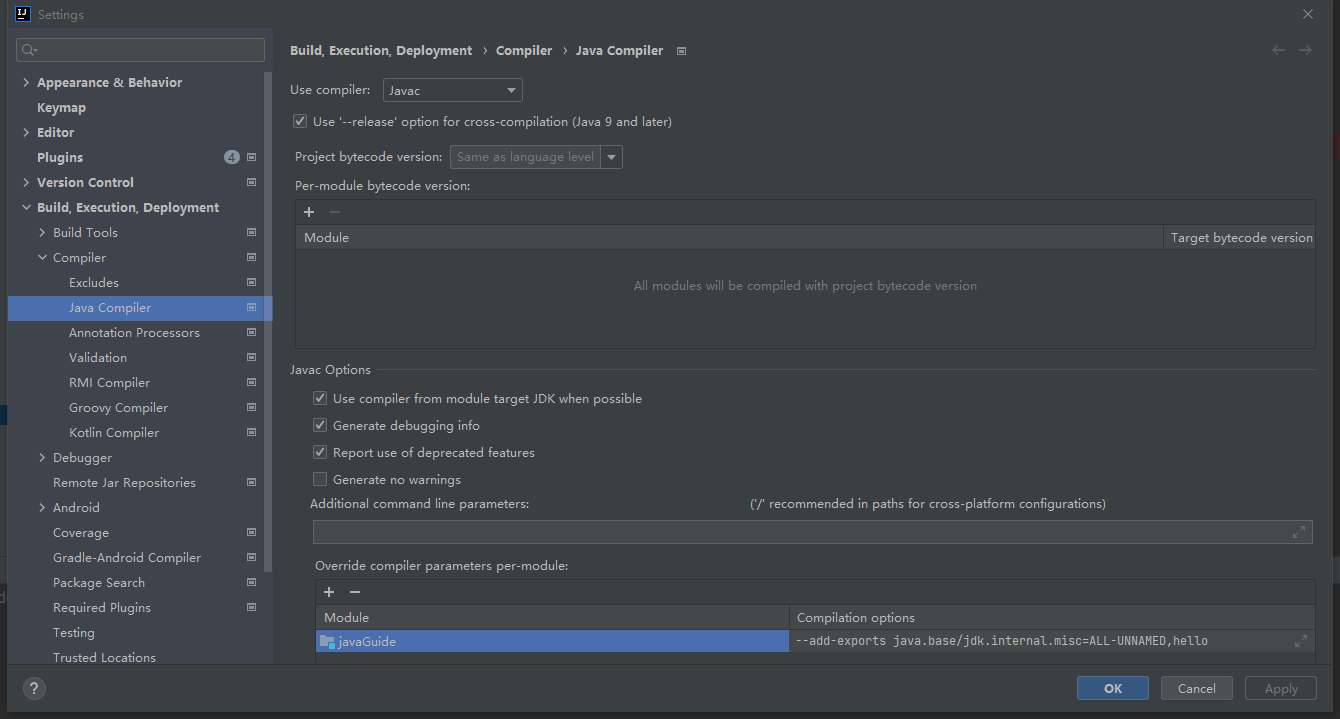 Settings
Appearance & Behavior
Keymap
Editor
Plugins 4
Version Control
Build, Execution, Deployment
Build Tools
Compiler
Excludes
Java Compiler
Annotation Processors
Validation
RMI Compiler
Groovy Compiler
Kotlin Compiler
Debugger
Remote Jar Repositories
Android
Coverage
Gradle-Android Compiler
Package Search
Required Plugins
Testing
Trusted Locations
Build, Execution, Deployment › Compiler › Java Compiler
Use compiler: Javac
Use '--release' option for cross-compilation (Java 9 and later)
Project bytecode version: Same as language level
Per-module bytecode version:
+ −
Module Target bytecode version
All modules will be compiled with project bytecode version
Javac Options
Use compiler from module target JDK when possible
Generate debugging info
Report use of deprecated features
Generate no warnings
Additional command line parameters: ('/' recommended in paths for cross-platform configurations)
Override compiler parameters per-module:
+ −
Module Compilation options
javaGuide --add-exports java.base/jdk.internal.misc=ALL-UNNAMED,hello
? OK Cancel Apply